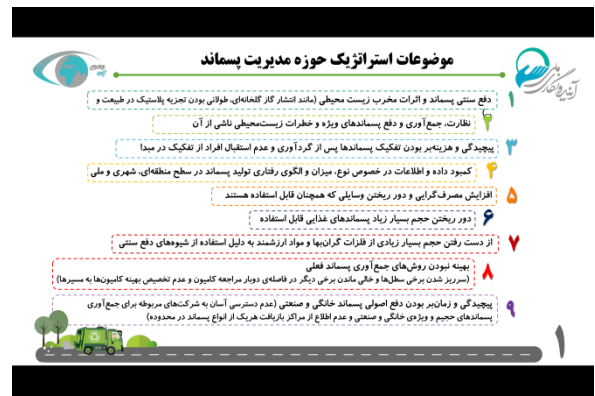 موضوعات استراتژیک حوزه مدیریت پسماند
آینده‌نگاری ملی
۱ دفع سنتی پسماند و اثرات مخرب زیست محیطی (مانند انتشار گاز گلخانه‌ای، طولانی بودن تجزیه پلاستیک در طبیعت و
۲ نظارت، جمع‌آوری و دفع پسماندهای ویژه و خطرات زیست‌محیطی ناشی از آن
۳ پیچیدگی و هزینه‌بر بودن تفکیک پسماندها پس از گردآوری و عدم استقبال افراد از تفکیک در مبدا
۴ کمبود داده و اطلاعات در خصوص نوع، میزان و الگوی رفتاری تولید پسماند در سطح منطقه‌ای، شهری و ملی
۵ افزایش مصرف‌گرایی و دور ریختن وسایلی که همچنان قابل استفاده هستند
۶ دور ریختن حجم بسیار زیاد پسماندهای غذایی قابل استفاده
۷ از دست رفتن حجم بسیار زیادی از فلزات گران‌بها و مواد ارزشمند به دلیل استفاده از شیوه‌های دفع سنتی
۸ بهینه نبودن روش‌های جمع‌آوری پسماند فعلی
(سرریز شدن برخی سطل‌ها و خالی ماندن برخی دیگر در فاصله‌ی دوبار مراجعه کامیون و عدم تخصیص بهینه کامیون‌ها به مسیرها)
۹ پیچیدگی و زمان‌بر بودن دفع اصولی پسماند خانگی و صنعتی (عدم دسترسی آسان به شرکت‌های مربوطه برای جمع‌آوری
پسماندهای حجیم و ویژه‌ی خانگی و صنعتی و عدم اطلاع از مراکز بازیافت هریک از انواع پسماند در محدوده)
۱